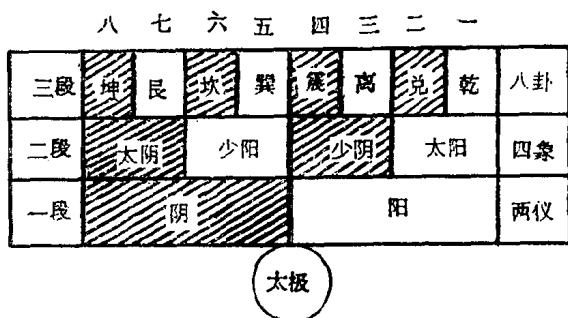 八 七 六 五 四 三 二 一
三段 坤 艮 坎 巽 震 离 兑 乾 八卦
二段 太阴 少阳 少阴 太阳 四象
一段 阴 阳 两仪
太极